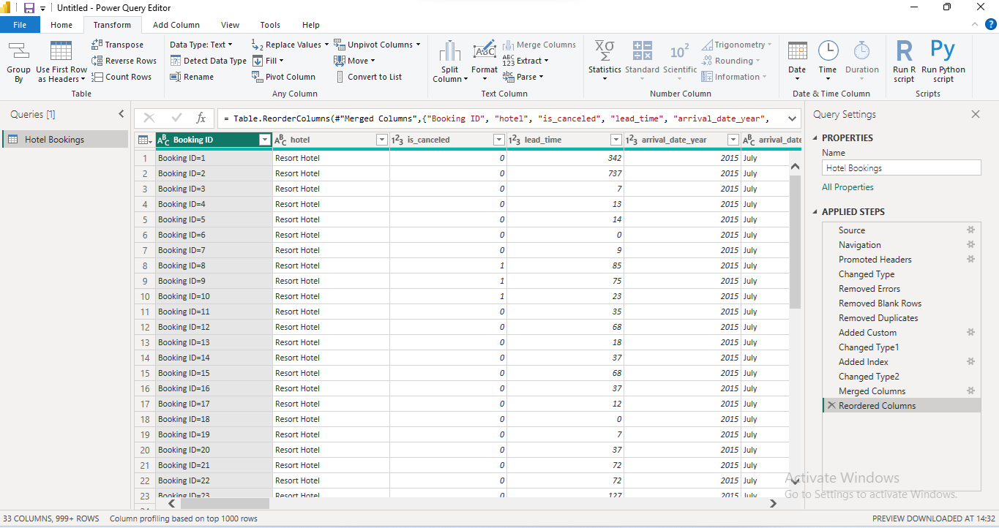 Untitled - Power Query Editor
File Home Transform Add Column View Tools Help
Group By
Use First Row as Headers
Transpose
Reverse Rows
Count Rows
Table
Data Type: Text
Detect Data Type
Rename
Replace Values
Fill
Pivot Column
Unpivot Columns
Move
Convert to List
Any Column
Split Column
Format
Merge Columns
Extract
Parse
Text Column
Statistics
Standard
Scientific
Trigonometry
Rounding
Information
Number Column
Date
Time
Duration
Date & Time Column
Run R script
Run Python script
Scripts
Queries [1]
Hotel Bookings
= Table.ReorderColumns(#"Merged Columns",{"Booking ID", "hotel", "is_canceled", "lead_time", "arrival_date_year",
Booking ID hotel is_canceled lead_time arrival_date_year arrival_date
1 Booking ID=1 Resort Hotel 0 342 2015 July
2 Booking ID=2 Resort Hotel 0 737 2015 July
3 Booking ID=3 Resort Hotel 0 7 2015 July
4 Booking ID=4 Resort Hotel 0 13 2015 July
5 Booking ID=5 Resort Hotel 0 14 2015 July
6 Booking ID=6 Resort Hotel 0 0 2015 July
7 Booking ID=7 Resort Hotel 0 9 2015 July
8 Booking ID=8 Resort Hotel 1 85 2015 July
9 Booking ID=9 Resort Hotel 1 75 2015 July
10 Booking ID=10 Resort Hotel 1 23 2015 July
11 Booking ID=11 Resort Hotel 0 35 2015 July
12 Booking ID=12 Resort Hotel 0 68 2015 July
13 Booking ID=13 Resort Hotel 0 18 2015 July
14 Booking ID=14 Resort Hotel 0 37 2015 July
15 Booking ID=15 Resort Hotel 0 68 2015 July
16 Booking ID=16 Resort Hotel 0 37 2015 July
17 Booking ID=17 Resort Hotel 0 12 2015 July
18 Booking ID=18 Resort Hotel 0 0 2015 July
19 Booking ID=19 Resort Hotel 0 7 2015 July
20 Booking ID=20 Resort Hotel 0 37 2015 July
21 Booking ID=21 Resort Hotel 0 72 2015 July
22 Booking ID=22 Resort Hotel 0 72 2015 July
23 Booking ID=23 Resort Hotel 0 127 2015 July
Query Settings
PROPERTIES
Name
Hotel Bookings
All Properties
APPLIED STEPS
Source
Navigation
Promoted Headers
Changed Type
Removed Errors
Removed Blank Rows
Removed Duplicates
Added Custom
Changed Type1
Added Index
Changed Type2
Merged Columns
Reordered Columns
Activate Windows
Go to Settings to activate Windows.
33 COLUMNS, 999+ ROWS Column profiling based on top 1000 rows
PREVIEW DOWNLOADED AT 14:32